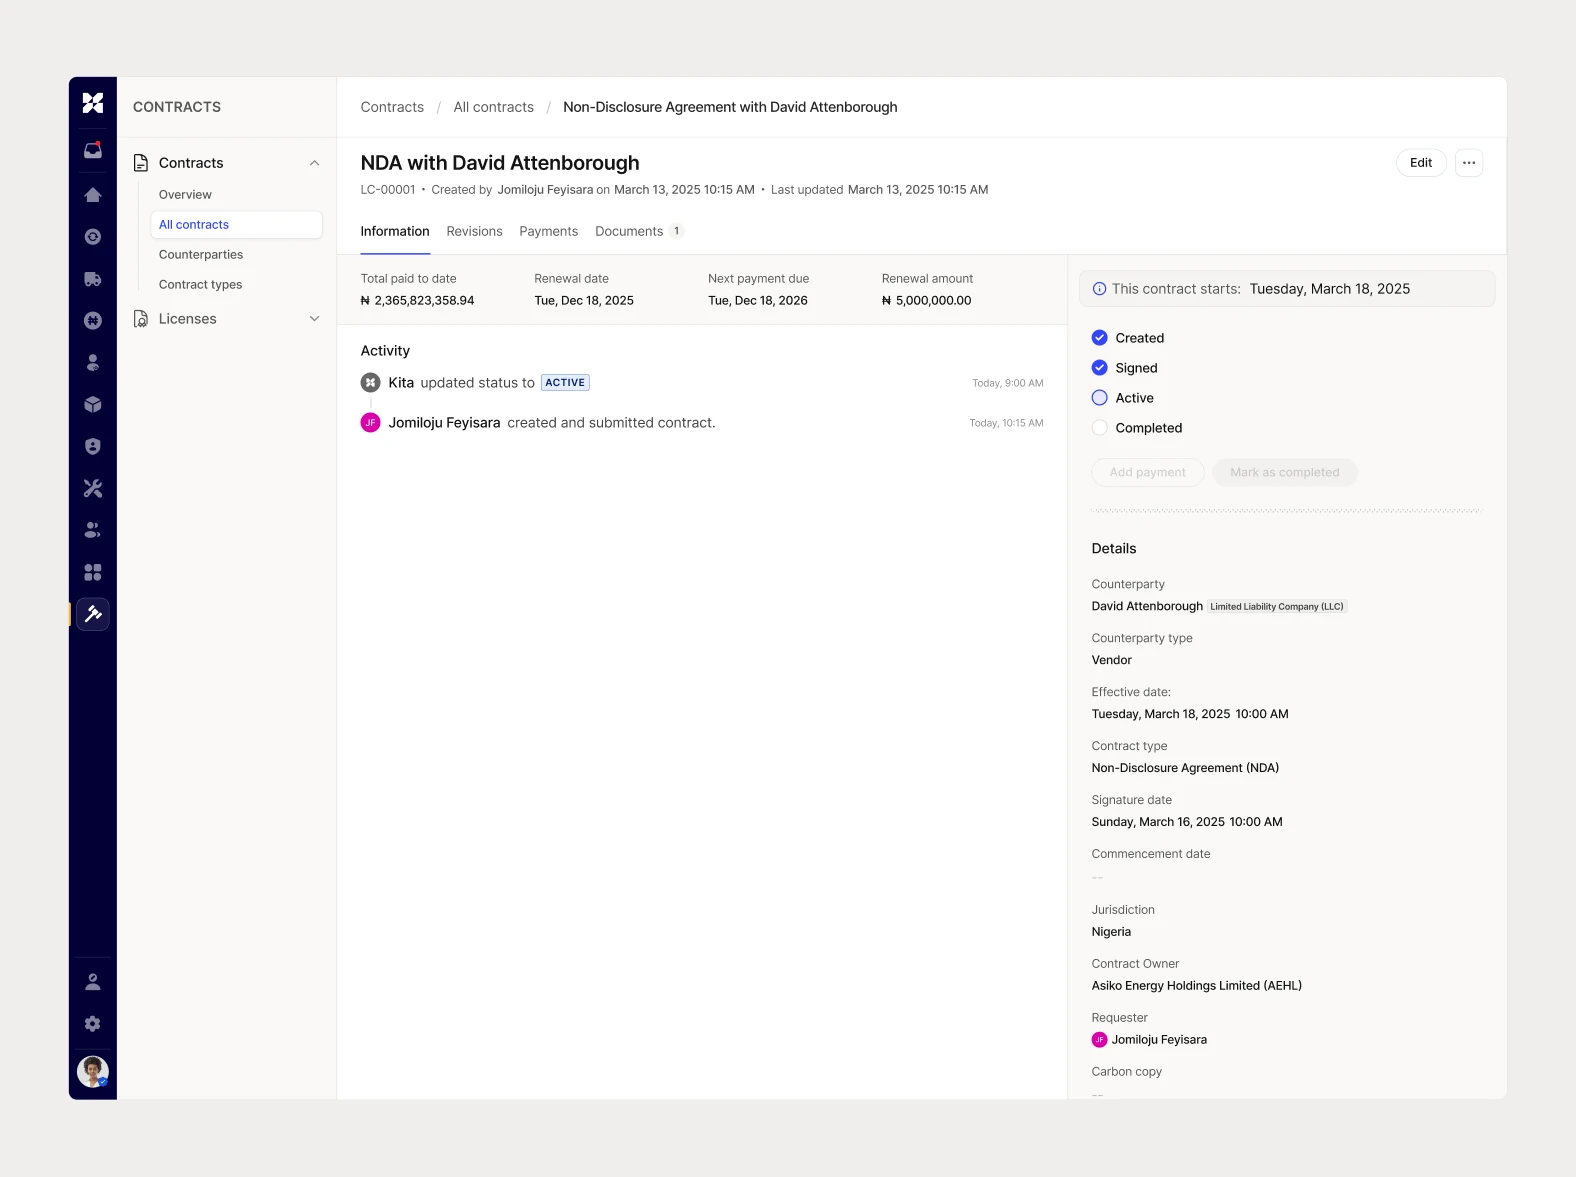 CONTRACTS
Contracts
Overview
All contracts
Counterparties
Contract types
Licenses
Contracts / All contracts / Non-Disclosure Agreement with David Attenborough
NDA with David Attenborough
Edit
LC-00001 • Created by Jomiloju Feyisara on March 13, 2025 10:15 AM • Last updated March 13, 2025 10:15 AM
Information Revisions Payments Documents 1
Total paid to date
₦ 2,365,823,358.94
Renewal date
Tue, Dec 18, 2025
Next payment due
Tue, Dec 18, 2026
Renewal amount
₦ 5,000,000.00
Activity
Kita updated status to ACTIVE Today, 9:00 AM
JF Jomiloju Feyisara created and submitted contract. Today, 10:15 AM
This contract starts: Tuesday, March 18, 2025
Created
Signed
Active
Completed
Add payment Mark as completed
Details
Counterparty
David Attenborough Limited Liability Company (LLC)
Counterparty type
Vendor
Effective date:
Tuesday, March 18, 2025 10:00 AM
Contract type
Non-Disclosure Agreement (NDA)
Signature date
Sunday, March 16, 2025 10:00 AM
Commencement date
--
Jurisdiction
Nigeria
Contract Owner
Asiko Energy Holdings Limited (AEHL)
Requester
JF Jomiloju Feyisara
Carbon copy
--